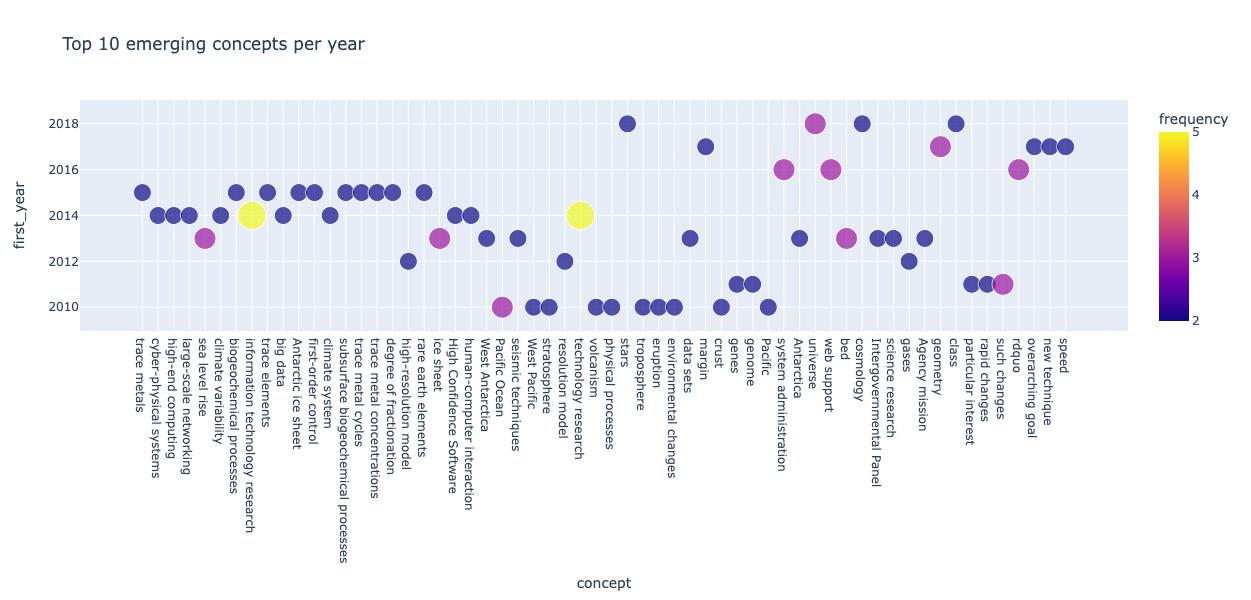 Top 10 emerging concepts per year
frequency
5
4
3
2
first_year
2018
2016
2014
2012
2010
trace metals
cyber-physical systems
high-end computing
large-scale networking
sea level rise
climate variability
biogeochemical processes
information technology research
trace elements
big data
Antarctic ice sheet
first-order control
climate system
subsurface biogeochemical processes
trace metal cycles
trace metal concentrations
degree of fractionation
high-resolution model
rare earth elements
ice sheet
High Confidence Software
human-computer interaction
West Antarctica
Pacific Ocean
seismic techniques
West Pacific
stratosphere
resolution model
technology research
volcanism
physical processes
stars
troposphere
eruption
environmental changes
data sets
margin
crust
genes
genome
Pacific
system administration
Antarctica
universe
web support
bed
cosmology
Intergovernmental Panel
science research
gases
Agency mission
geometry
class
particular interest
rapid changes
such changes
rdquo
overarching goal
new technique
speed
concept